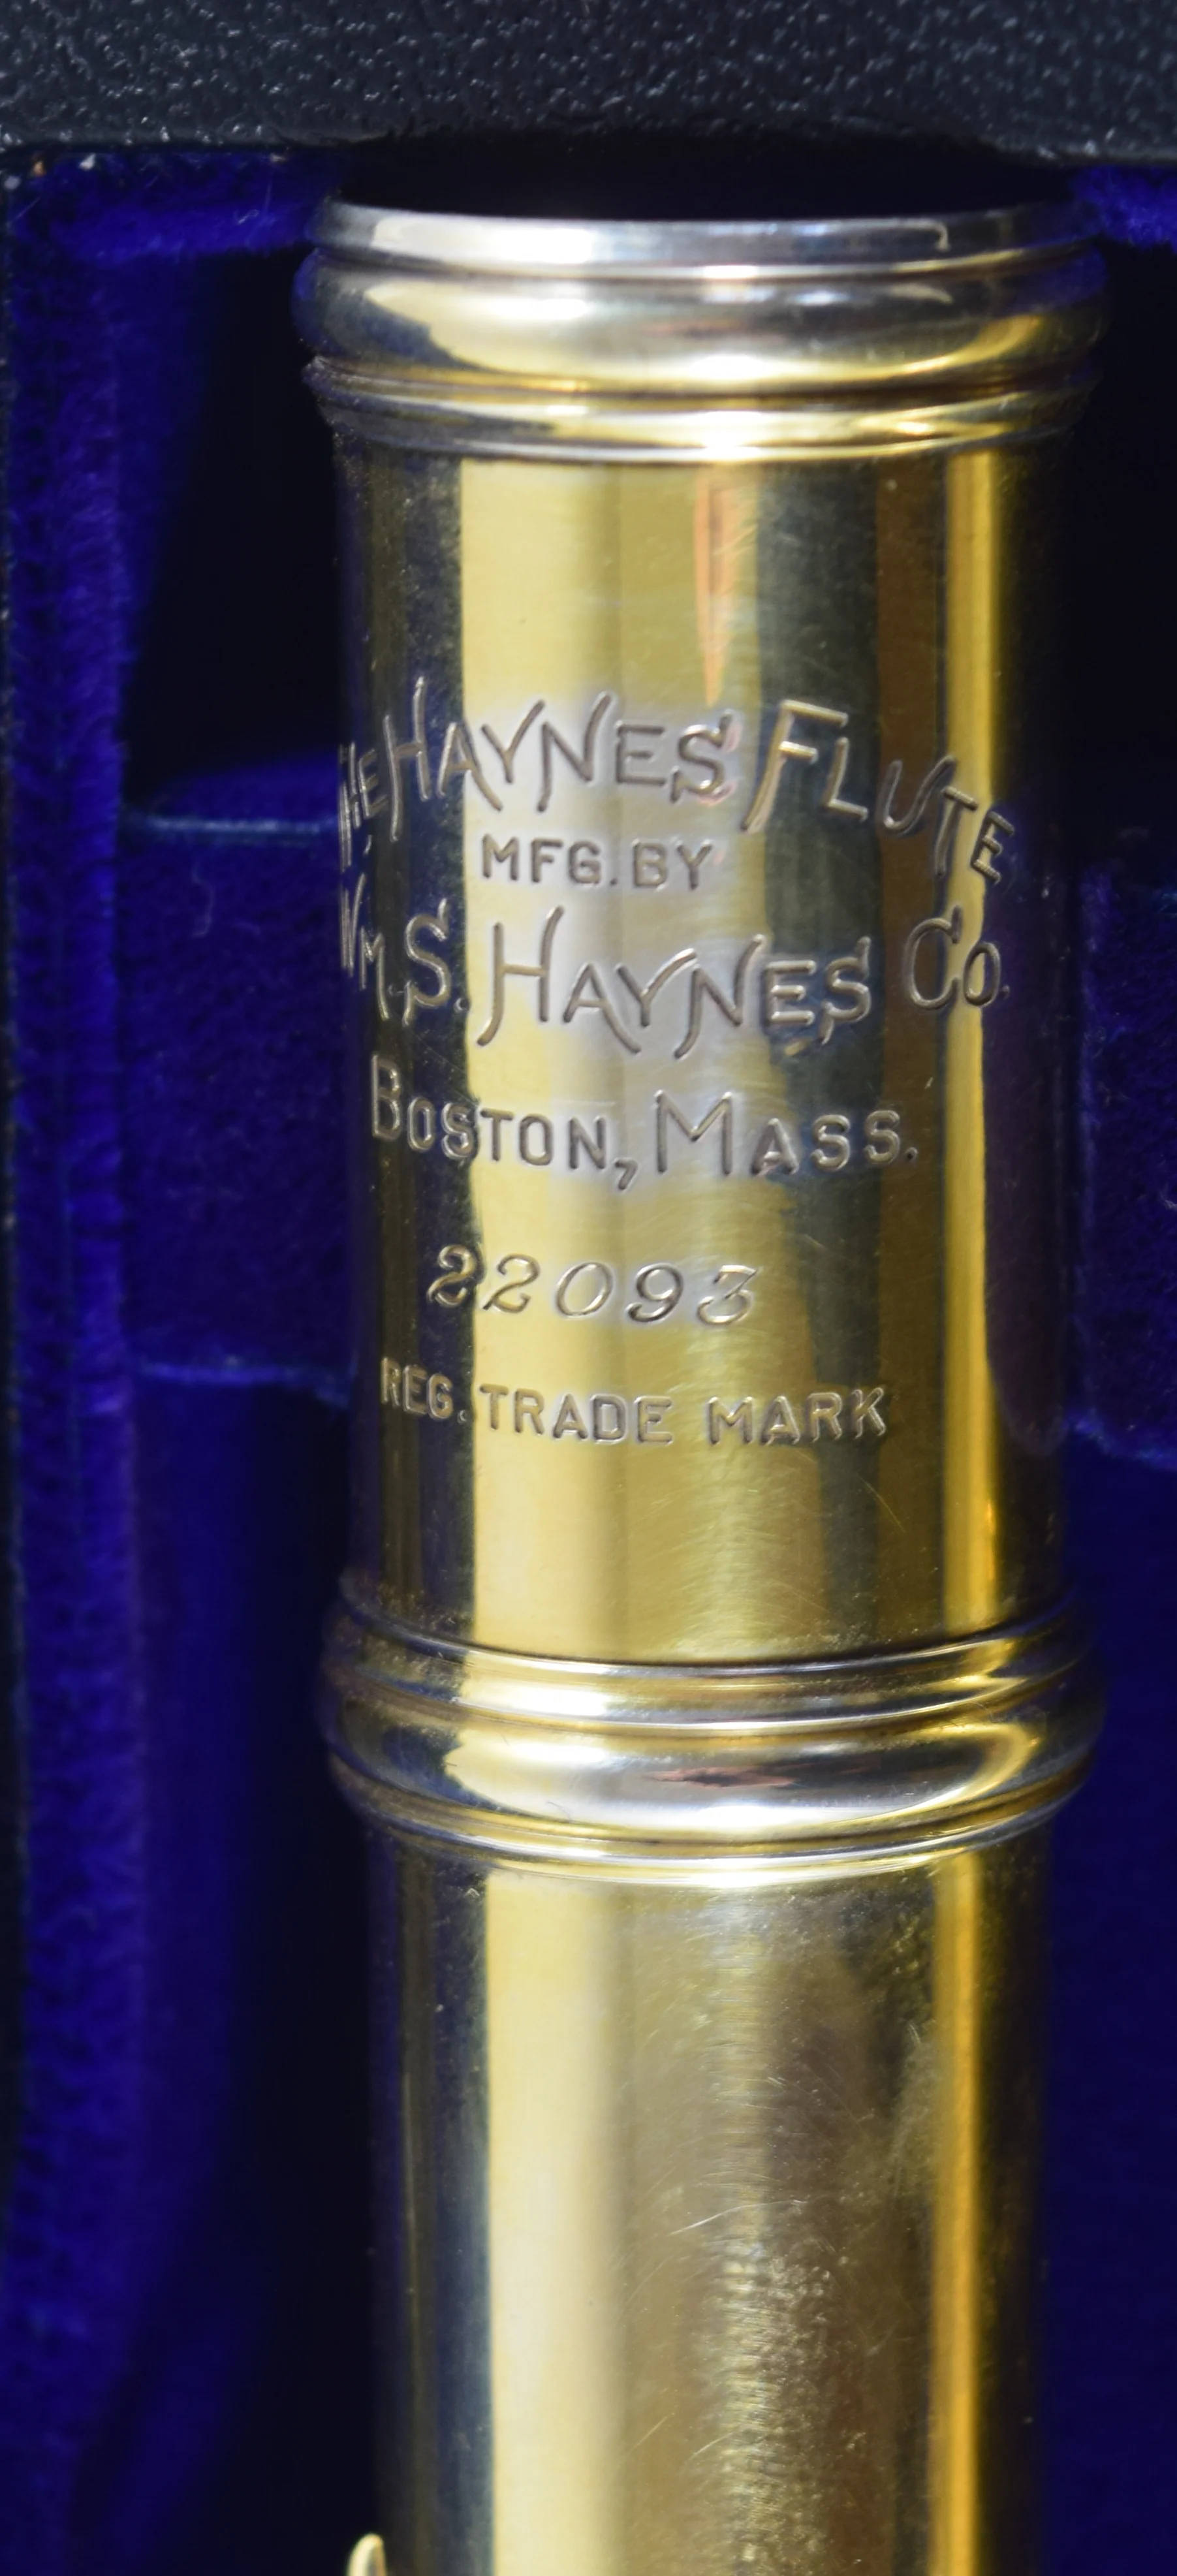 THE HAYNES FLUTE
MFG. BY
WM. S. HAYNES CO.
BOSTON, MASS.
22093
REG. TRADE MARK